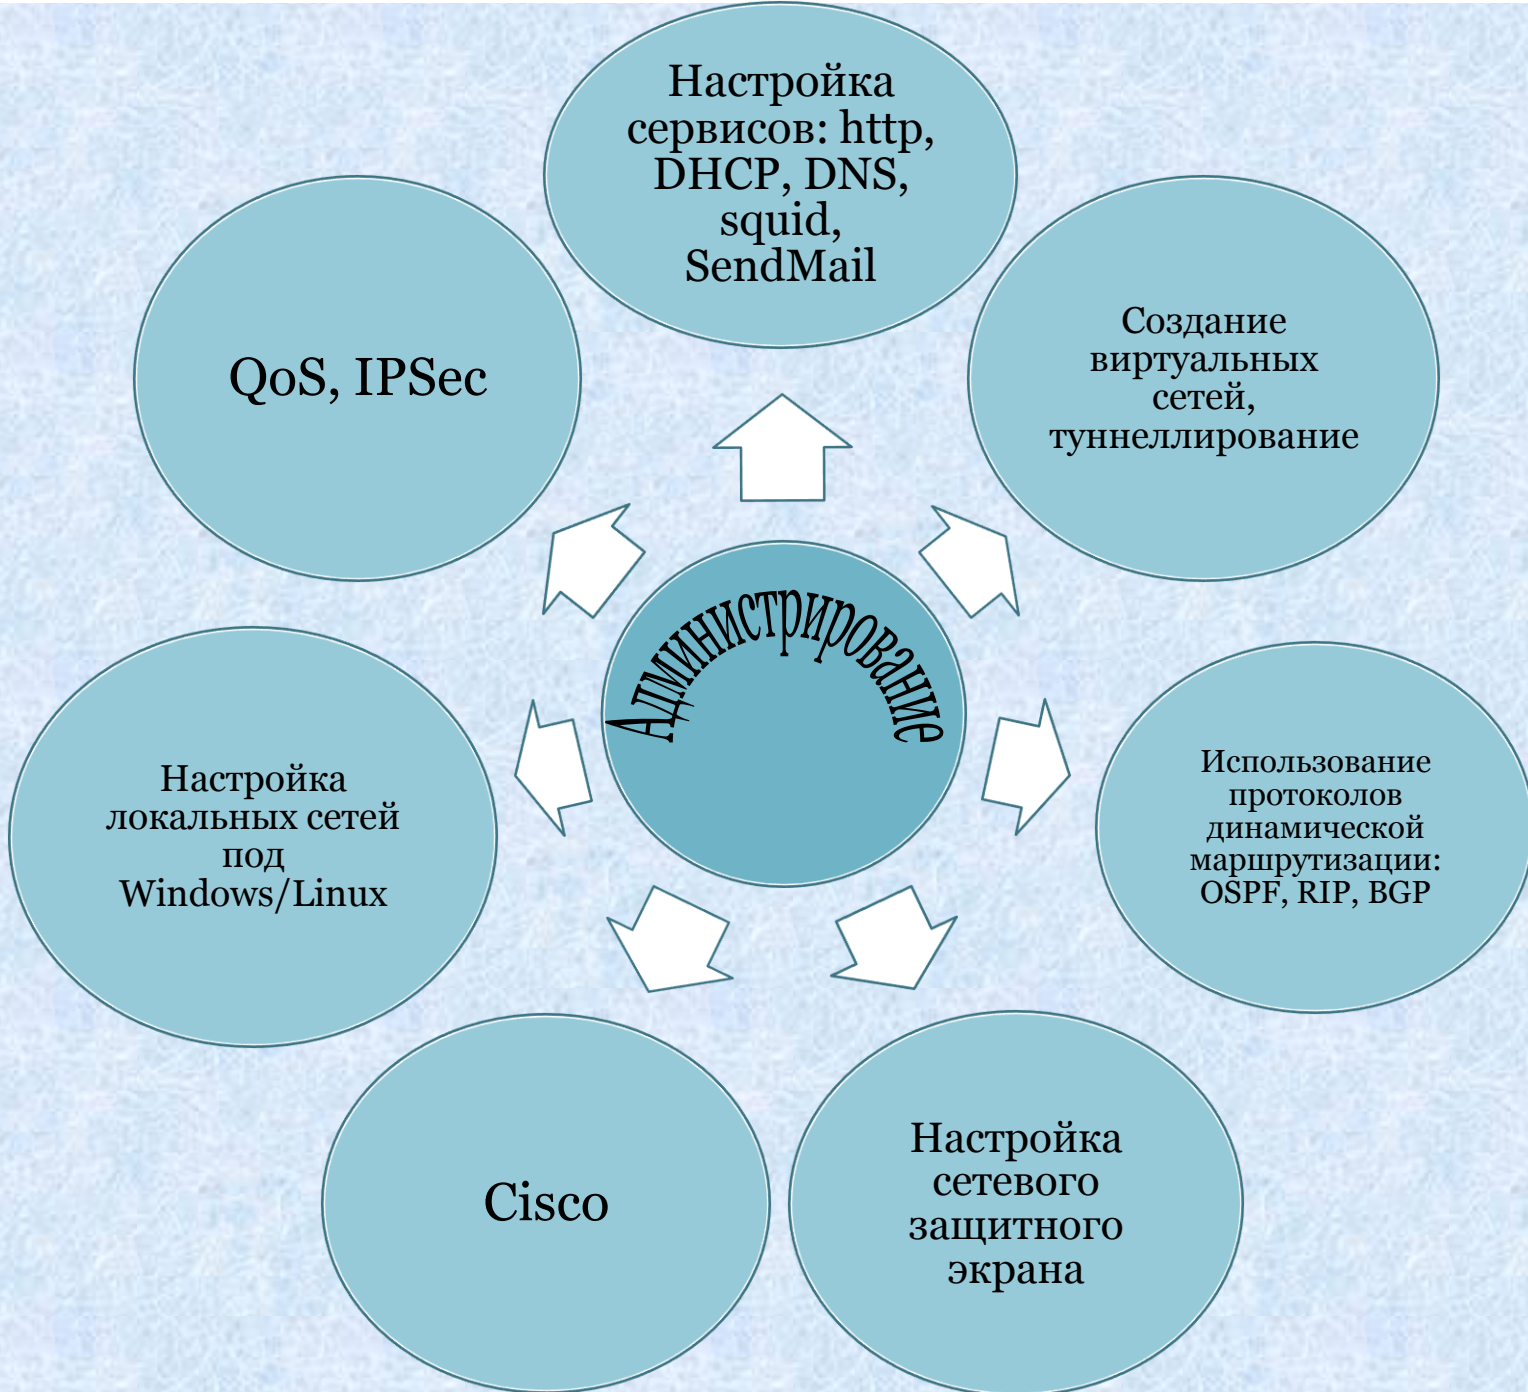 Настройка
сервисов: http,
DHCP, DNS,
squid,
SendMail
QoS, IPSec
Создание
виртуальных
сетей,
туннеллирование
Администрирование
Настройка
локальных сетей
под
Windows/Linux
Использование
протоколов
динамической
маршрутизации:
OSPF, RIP, BGP
Cisco
Настройка
сетевого
защитного
экрана